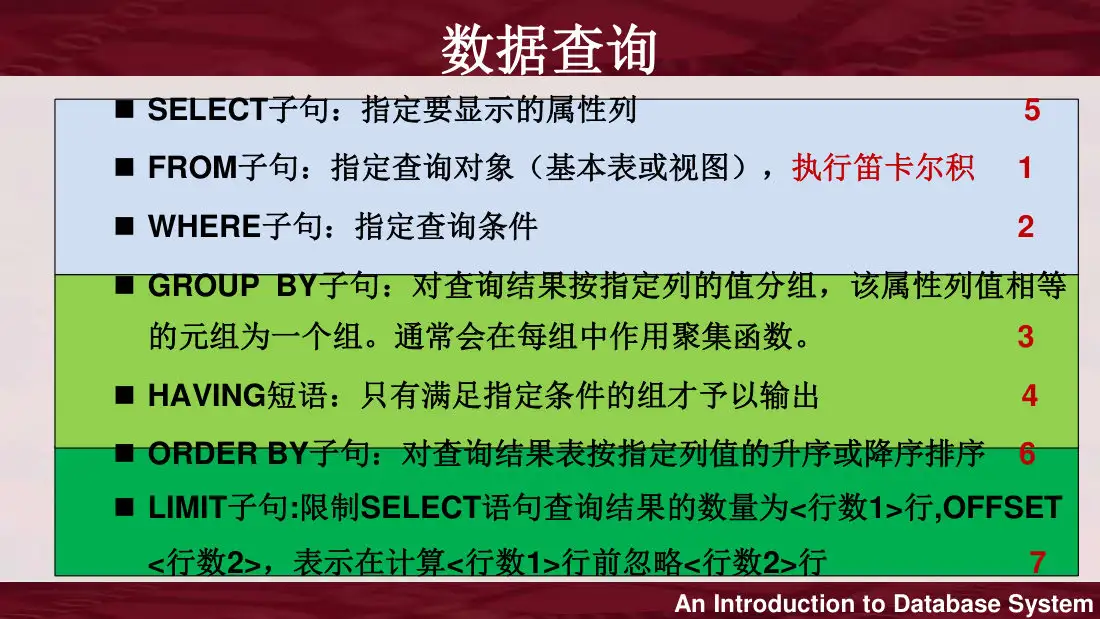 数据查询
■ SELECT子句：指定要显示的属性列 5
■ FROM子句：指定查询对象（基本表或视图），执行笛卡尔积 1
■ WHERE子句：指定查询条件 2
■ GROUP BY子句：对查询结果按指定列的值分组，该属性列值相等
的元组为一个组。通常会在每组中作用聚集函数。 3
■ HAVING短语：只有满足指定条件的组才予以输出 4
■ ORDER BY子句：对查询结果表按指定列值的升序或降序排序 6
■ LIMIT子句:限制SELECT语句查询结果的数量为<行数1>行,OFFSET
<行数2>，表示在计算<行数1>行前忽略<行数2>行 7
An Introduction to Database System